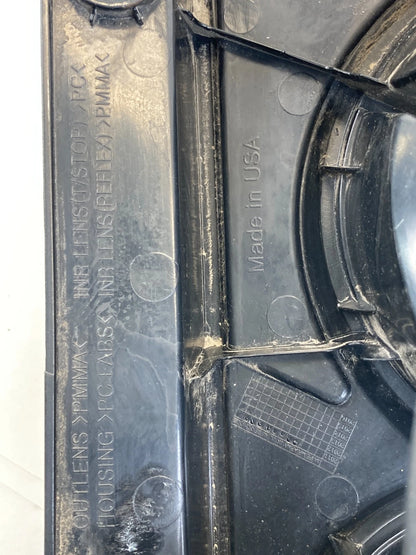 OUTLENS >PMMA< INR LENS(T/STOP) >PC<
HOUSING >PC+ABS< INR LENS(REFLEX) >PMMA<
Made in USA